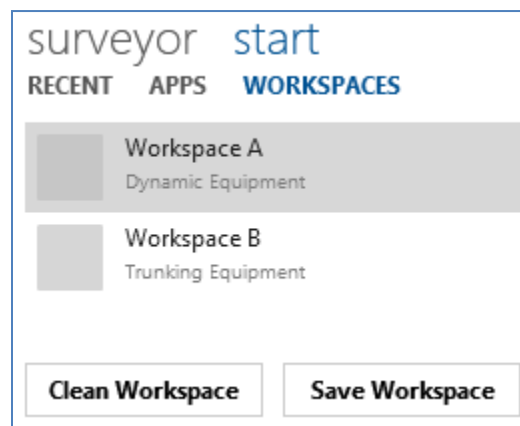 surveyor start
RECENT APPS WORKSPACES
Workspace A
Dynamic Equipment
Workspace B
Trunking Equipment
Clean Workspace Save Workspace